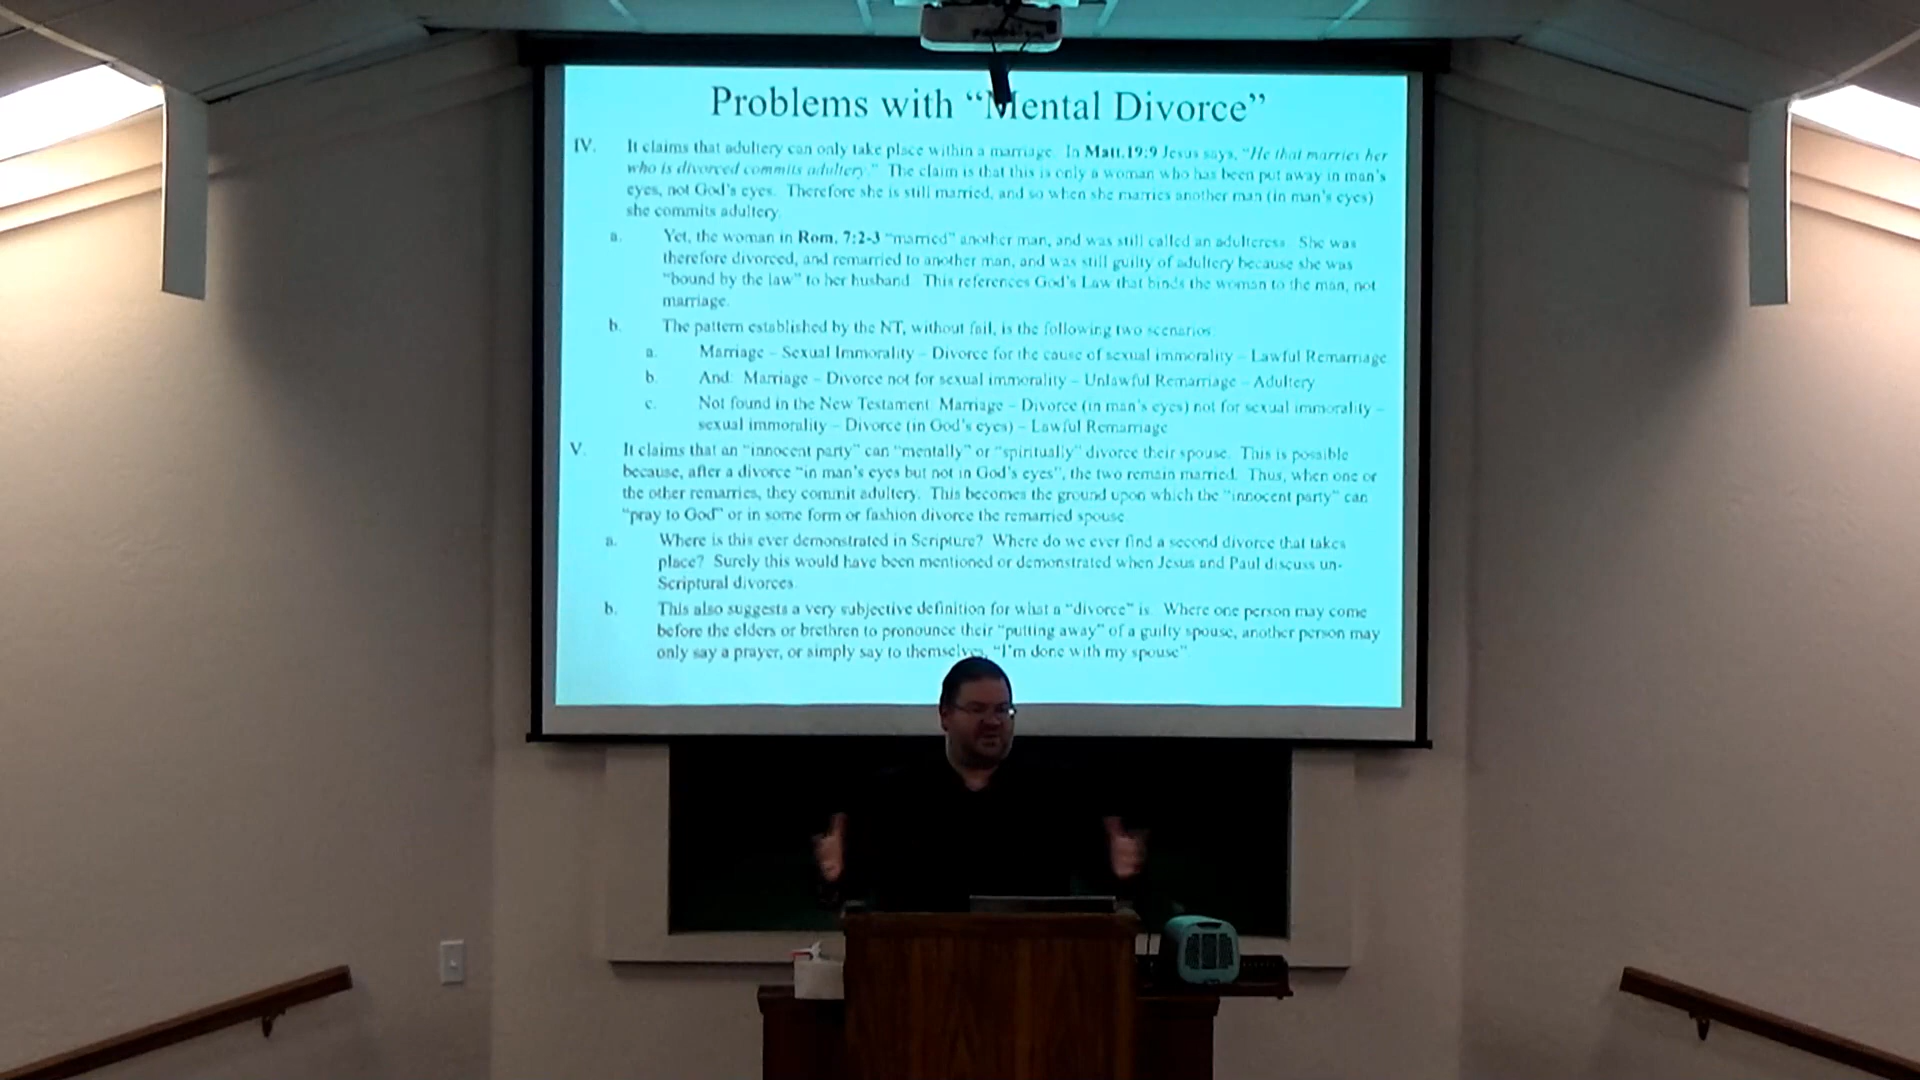 Problems with “Mental Divorce”
IV. It claims that adultery can only take place within a marriage. In Matt.19:9 Jesus says, “He that marries her
who is divorced commits adultery.” The claim is that this is only a woman who has been put away in man’s
eyes, not God’s eyes. Therefore she is still married, and so when she marries another man (in man’s eyes)
she commits adultery.
a. Yet, the woman in Rom. 7:2-3 “married” another man, and was still called an adulteress. She was
therefore divorced, and remarried to another man, and was still guilty of adultery because she was
“bound by the law” to her husband. This references God’s Law that binds the woman to the man, not
marriage.
b. The pattern established by the NT, without fail, is the following two scenarios:
a. Marriage – Sexual Immorality – Divorce for the cause of sexual immorality – Lawful Remarriage
b. And: Marriage – Divorce not for sexual immorality – Unlawful Remarriage – Adultery
c. Not found in the New Testament: Marriage – Divorce (in man’s eyes) not for sexual immorality –
sexual immorality – Divorce (in God’s eyes) – Lawful Remarriage
V. It claims that an “innocent party” can “mentally” or “spiritually” divorce their spouse. This is possible
because, after a divorce “in man’s eyes but not in God’s eyes”, the two remain married. Thus, when one or
the other remarries, they commit adultery. This becomes the ground upon which the “innocent party” can
“pray to God” or in some form or fashion divorce the remarried spouse.
a. Where is this ever demonstrated in Scripture? Where do we ever find a second divorce that takes
place? Surely this would have been mentioned or demonstrated when Jesus and Paul discuss un-
Scriptural divorces.
b. This also suggests a very subjective definition for what a “divorce” is. Where one person may come
before the elders or brethren to pronounce their “putting away” of a guilty spouse, another person may
only say a prayer, or simply say to themselves, “I’m done with my spouse”